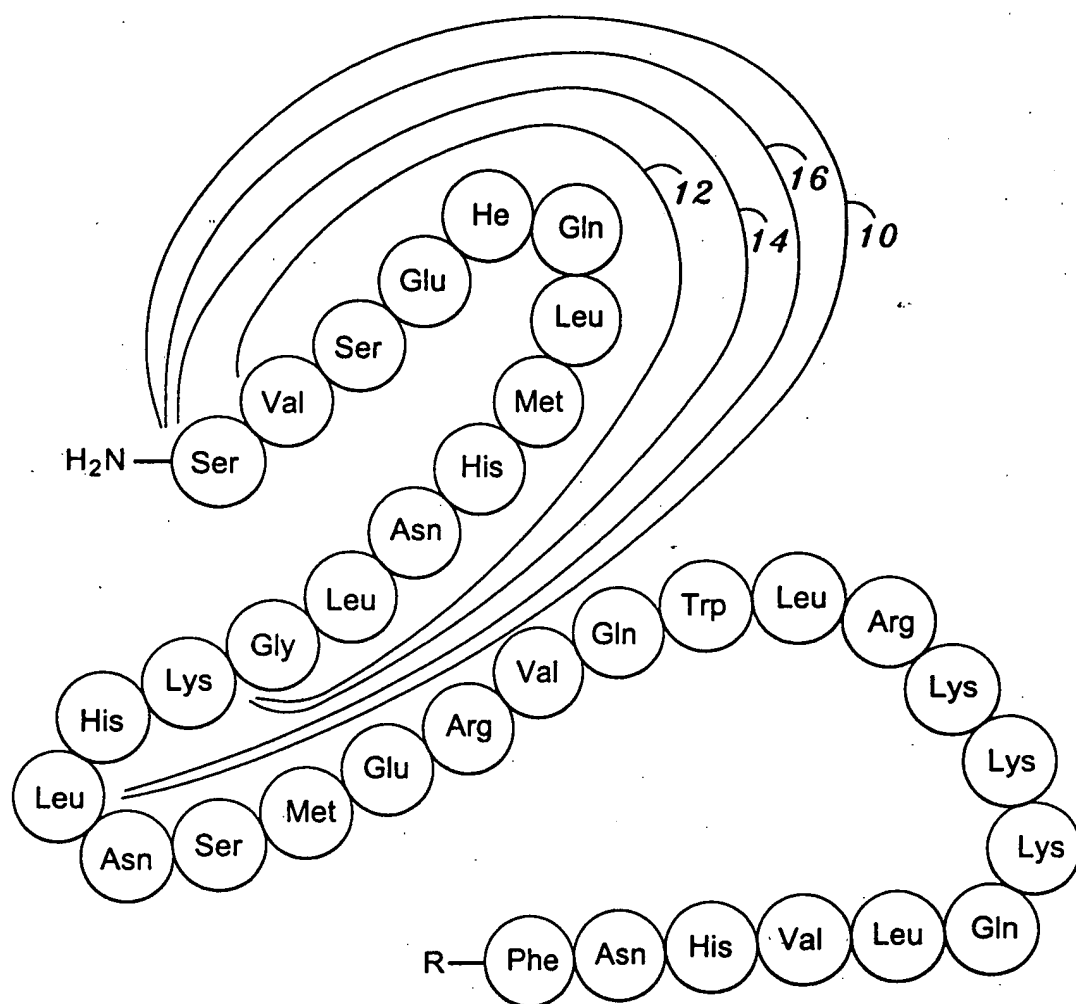 12
16
14
10
He
Gln
Glu
Leu
Ser
Met
Val
His
H₂N
Ser
Asn
Leu
Gly
Lys
His
Leu
Asn
Ser
Met
Glu
Arg
Val
Gln
Trp
Leu
Arg
Lys
Lys
Lys
Gln
Leu
Val
His
Asn
Phe
R